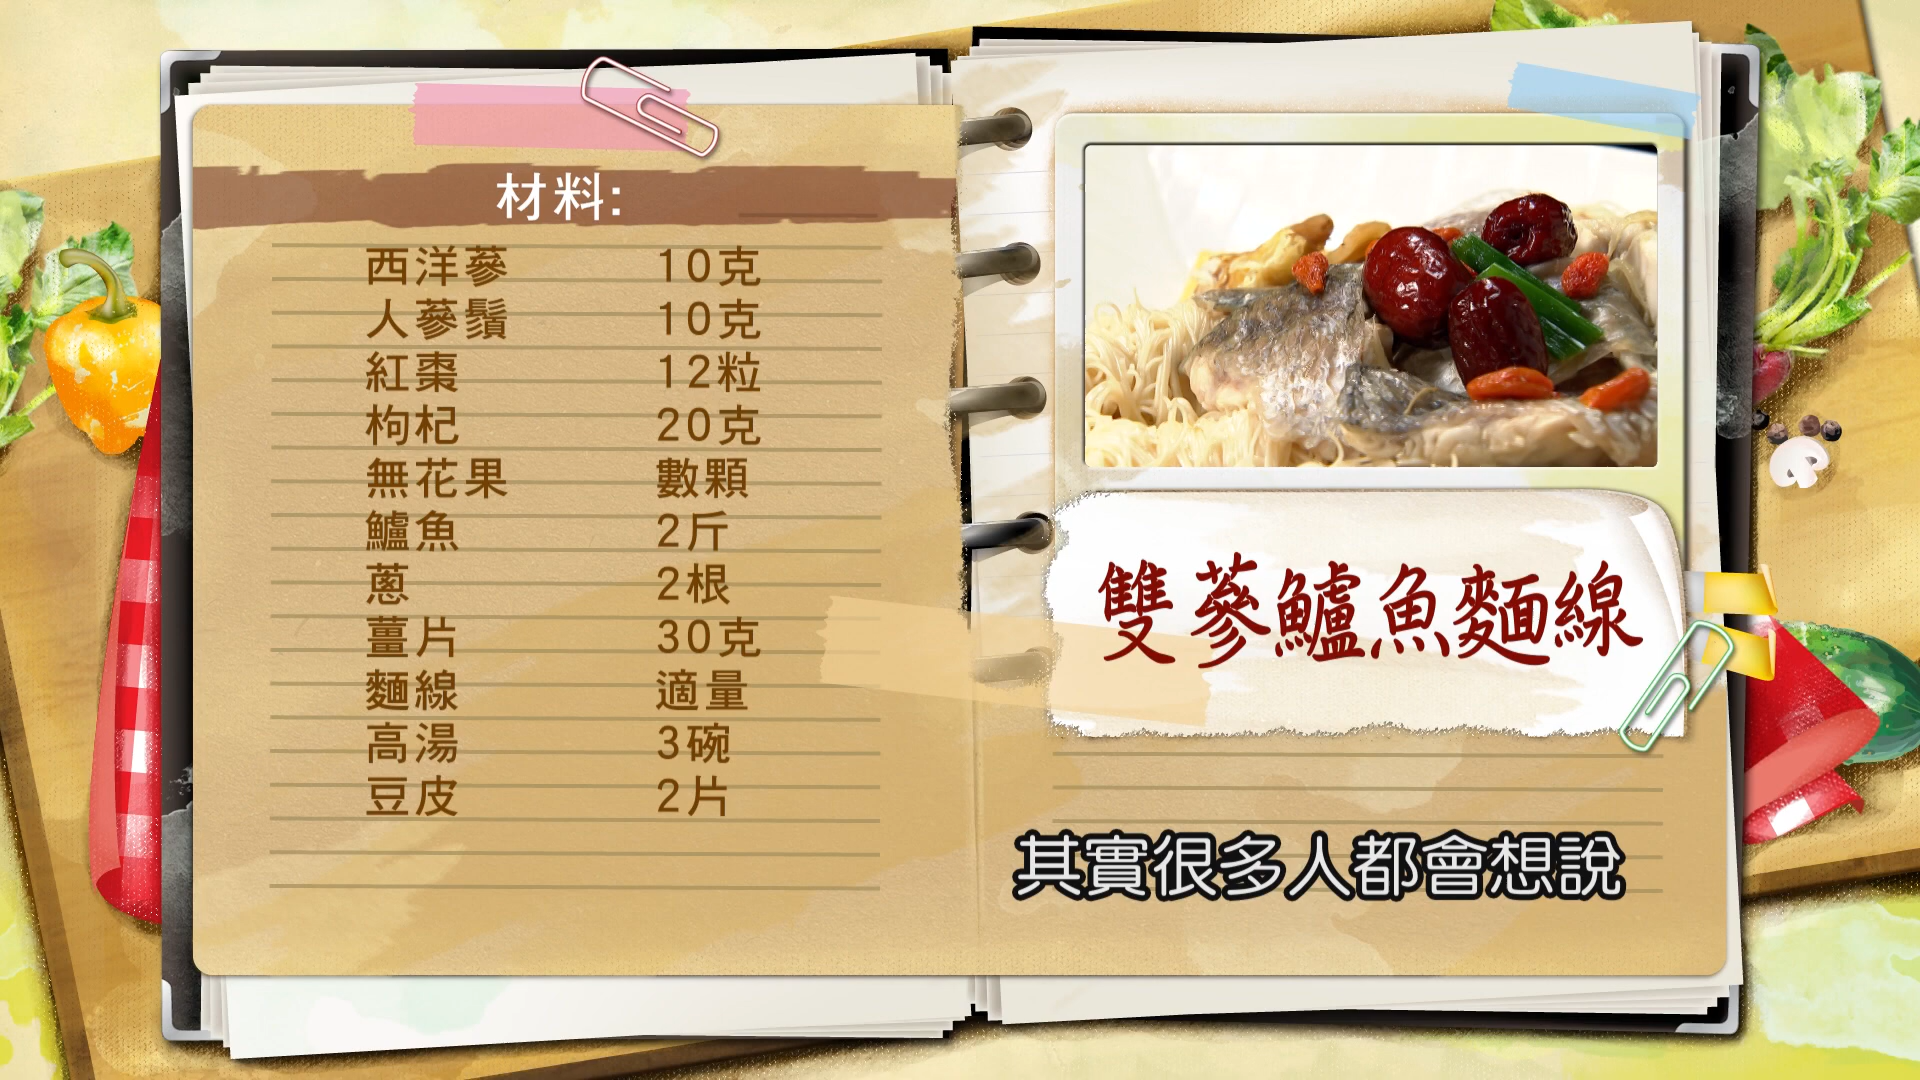 材料:
西洋蔘 10克
人蔘鬚 10克
紅棗 12粒
枸杞 20克
無花果 數顆
鱸魚 2斤
蔥 2根
薑片 30克
麵線 適量
高湯 3碗
豆皮 2片
雙蔘鱸魚麵線
其實很多人都會想說